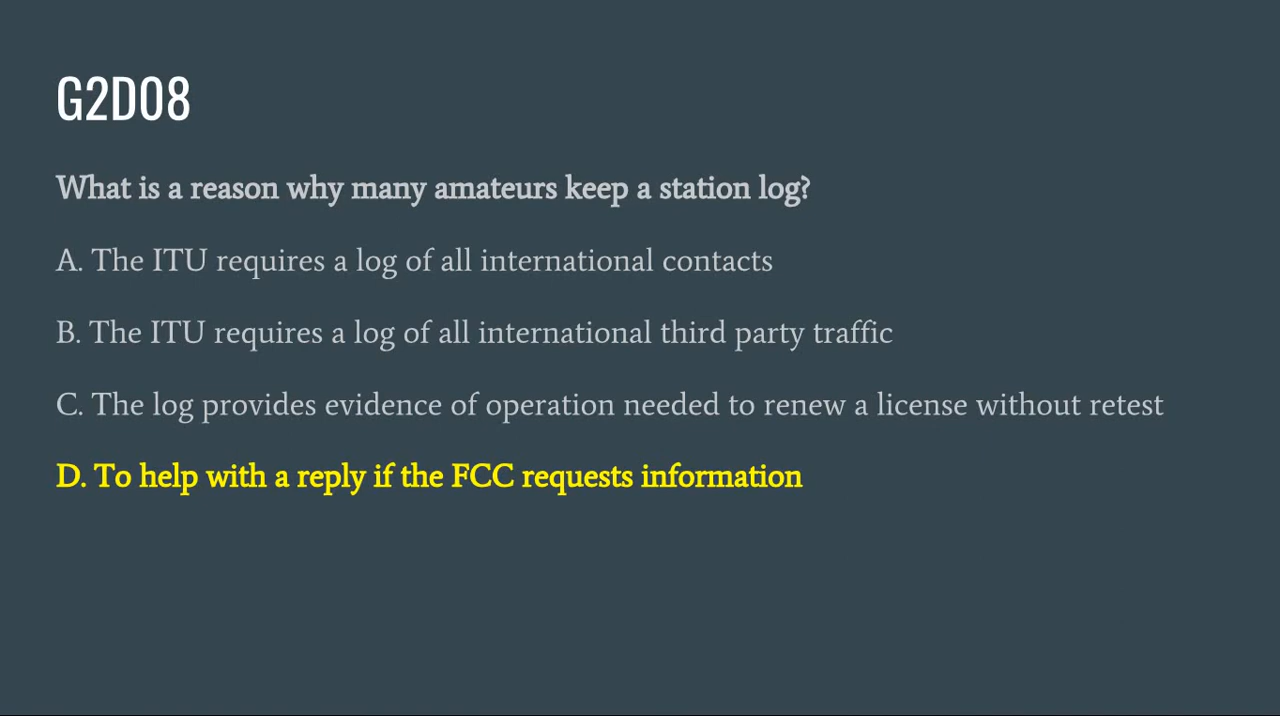 G2D08
What is a reason why many amateurs keep a station log?
A. The ITU requires a log of all international contacts
B. The ITU requires a log of all international third party traffic
C. The log provides evidence of operation needed to renew a license without retest
D. To help with a reply if the FCC requests information